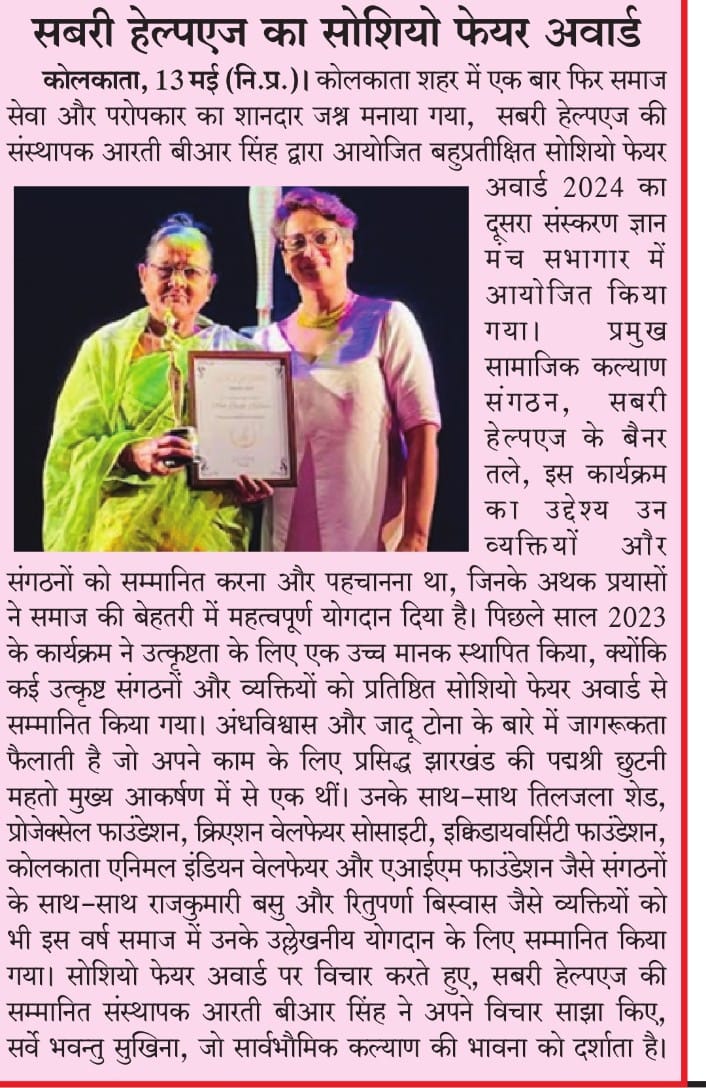 सबरी हेल्पएज का सोशियो फेयर अवार्ड
कोलकाता, 13 मई (नि.प्र.)। कोलकाता शहर में एक बार फिर समाज
सेवा और परोपकार का शानदार जश्न मनाया गया, सबरी हेल्पएज की
संस्थापक आरती बीआर सिंह द्वारा आयोजित बहुप्रतीक्षित सोशियो फेयर
अवार्ड 2024 का
दूसरा संस्करण ज्ञान
मंच सभागार में
आयोजित किया
गया। प्रमुख
सामाजिक कल्याण
संगठन, सबरी
हेल्पएज के बैनर
तले, इस कार्यक्रम
का उद्देश्य उन
व्यक्तियों और
संगठनों को सम्मानित करना और पहचानना था, जिनके अथक प्रयासों
ने समाज की बेहतरी में महत्वपूर्ण योगदान दिया है। पिछले साल 2023
के कार्यक्रम ने उत्कृष्टता के लिए एक उच्च मानक स्थापित किया, क्योंकि
कई उत्कृष्ट संगठनों और व्यक्तियों को प्रतिष्ठित सोशियो फेयर अवार्ड से
सम्मानित किया गया। अंधविश्वास और जादू टोना के बारे में जागरूकता
फैलाती है जो अपने काम के लिए प्रसिद्ध झारखंड की पद्मश्री छुटनी
महतो मुख्य आकर्षण में से एक थीं। उनके साथ-साथ तिलजला शेड,
प्रोजेक्सेल फाउंडेशन, क्रिएशन वेलफेयर सोसाइटी, इक्विडायवर्सिटी फाउंडेशन,
कोलकाता एनिमल इंडियन वेलफेयर और एआईएम फाउंडेशन जैसे संगठनों
के साथ-साथ राजकुमारी बसु और रितुपर्णा बिस्वास जैसे व्यक्तियों को
भी इस वर्ष समाज में उनके उल्लेखनीय योगदान के लिए सम्मानित किया
गया। सोशियो फेयर अवार्ड पर विचार करते हुए, सबरी हेल्पएज की
सम्मानित संस्थापक आरती बीआर सिंह ने अपने विचार साझा किए,
सर्वे भवन्तु सुखिना, जो सार्वभौमिक कल्याण की भावना को दर्शाता है।